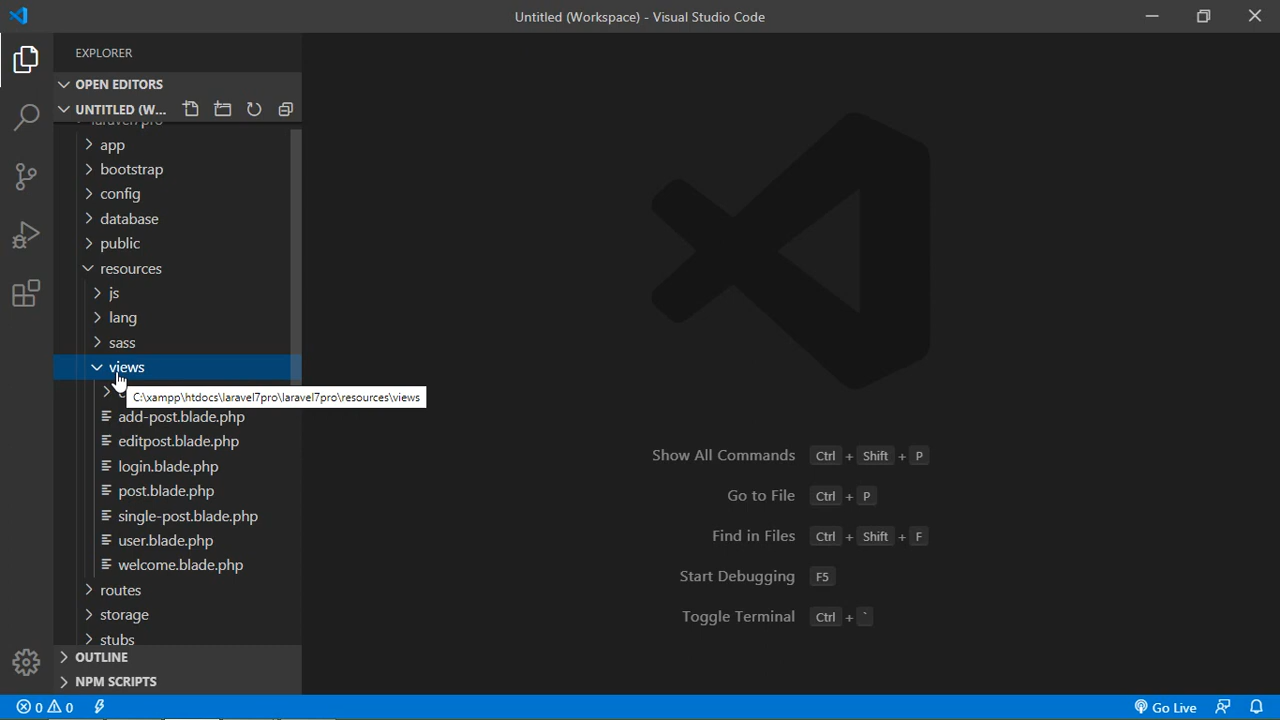 Untitled (Workspace) - Visual Studio Code
EXPLORER
OPEN EDITORS
UNTITLED (W...
laravel7pro
app
bootstrap
config
database
public
resources
js
lang
sass
views
C:\xampp\htdocs\laravel7pro\laravel7pro\resources\views
add-post.blade.php
editpost.blade.php
login.blade.php
post.blade.php
single-post.blade.php
user.blade.php
welcome.blade.php
routes
storage
stubs
OUTLINE
NPM SCRIPTS
Show All Commands Ctrl + Shift + P
Go to File Ctrl + P
Find in Files Ctrl + Shift + F
Start Debugging F5
Toggle Terminal Ctrl + `
0 0
Go Live